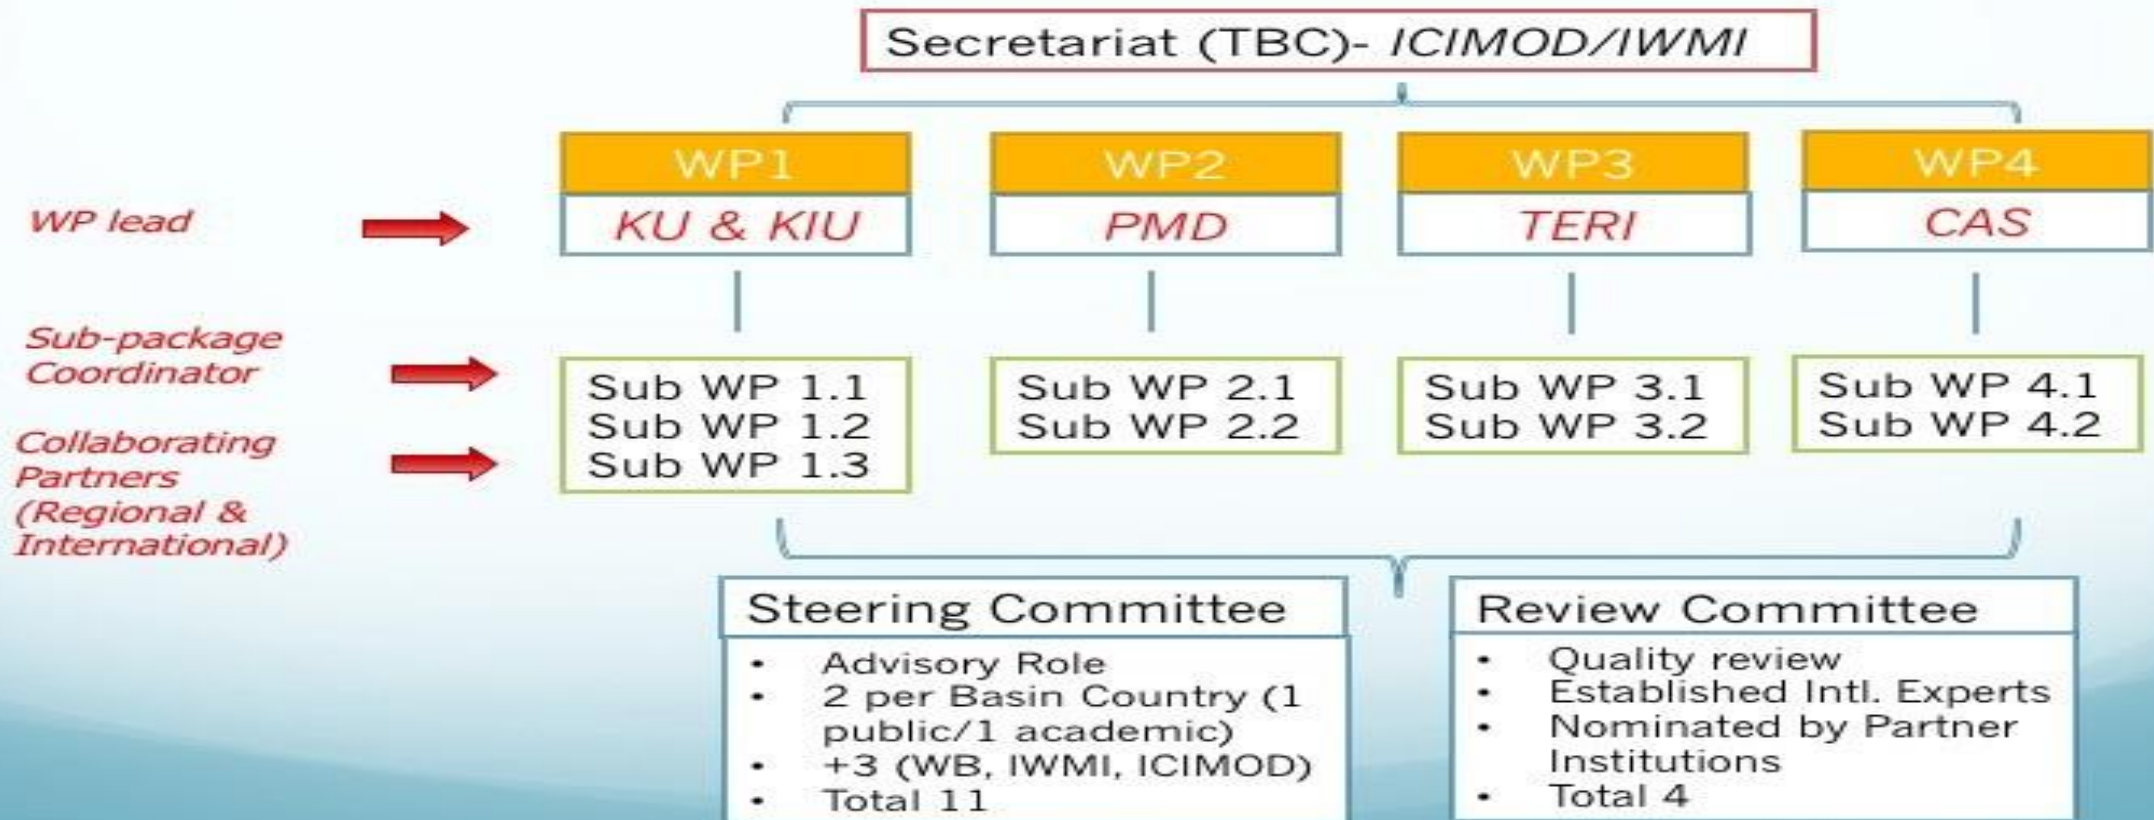 Secretariat (TBC)- ICIMOD/IWMI
WP1
WP2
WP3
WP4
WP lead
KU & KIU
PMD
TERI
CAS
Sub-package
Coordinator
Collaborating
Partners
(Regional &
International)
Sub WP 1.1
Sub WP 1.2
Sub WP 1.3
Sub WP 2.1
Sub WP 2.2
Sub WP 3.1
Sub WP 3.2
Sub WP 4.1
Sub WP 4.2
Steering Committee
• Advisory Role
• 2 per Basin Country (1
public/1 academic)
• +3 (WB, IWMI, ICIMOD)
• Total 11
Review Committee
• Quality review
• Established Intl. Experts
• Nominated by Partner
Institutions
• Total 4